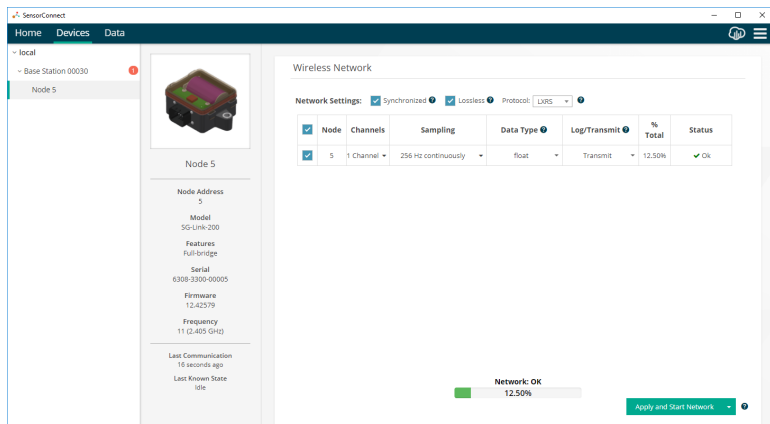 SensorConnect
Home Devices Data
local
Base Station 00030 1
Node 5
Node 5
Node Address
5
Model
SG-Link-200
Features
Full-bridge
Serial
6308-3300-00005
Firmware
12.42579
Frequency
11 (2.405 GHz)
Last Communication
16 seconds ago
Last Known State
Idle
Wireless Network
Network Settings: Synchronized ? Lossless ? Protocol: LXRS ?
Node Channels Sampling Data Type ? Log/Transmit ? % Total Status
5 1 Channel 256 Hz continuously float Transmit 12.50% Ok
Network: OK
12.50%
Apply and Start Network ?